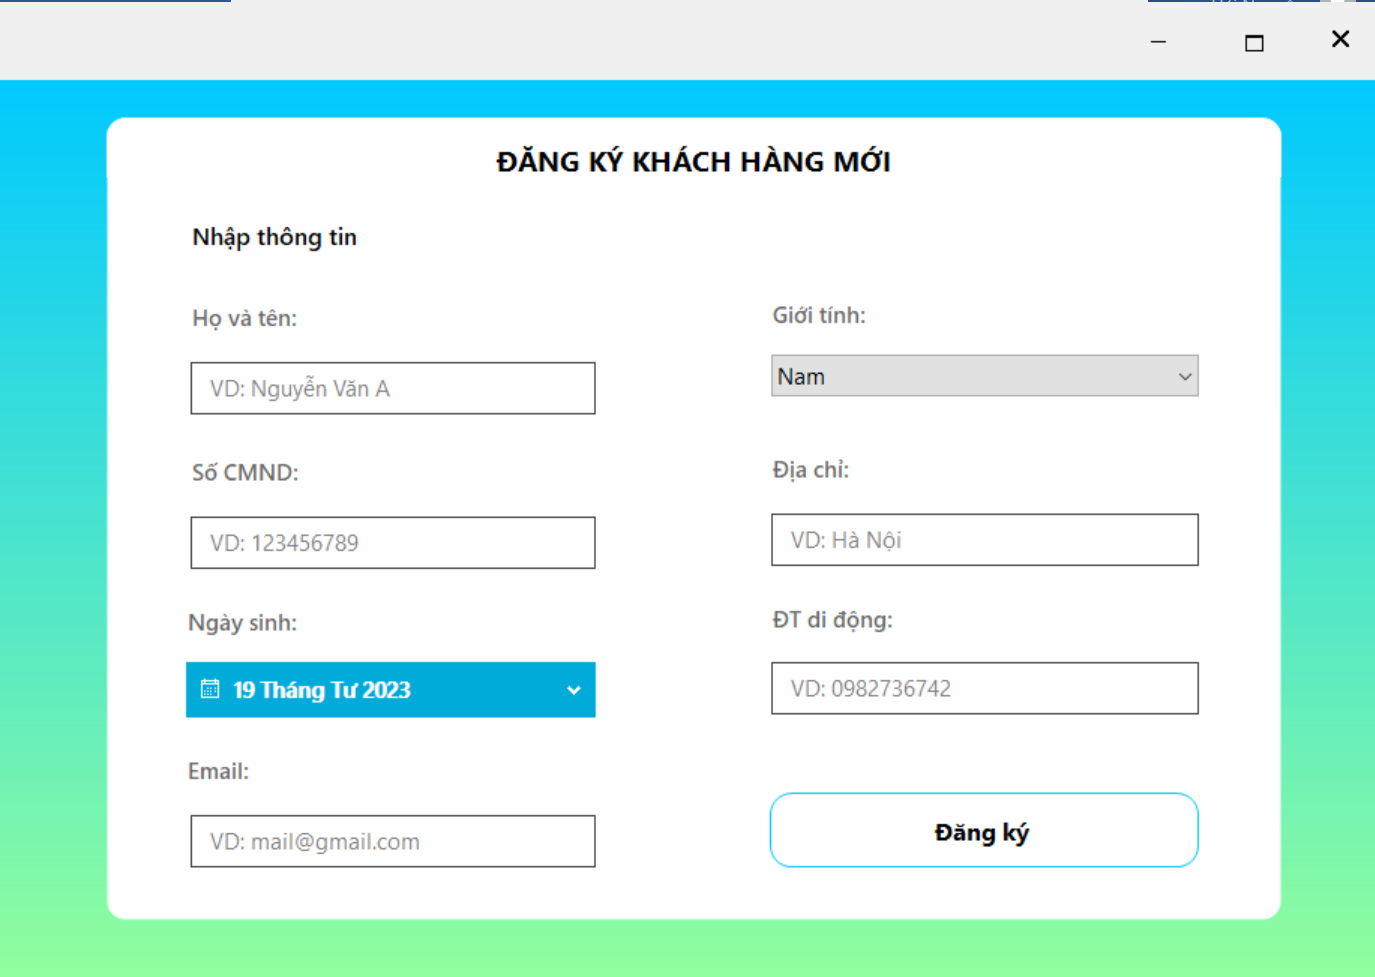 ĐĂNG KÝ KHÁCH HÀNG MỚI
Nhập thông tin
Họ và tên:
VD: Nguyễn Văn A
Giới tính:
Nam
Số CMND:
VD: 123456789
Địa chỉ:
VD: Hà Nội
Ngày sinh:
19 Tháng Tư 2023
ĐT di động:
VD: 0982736742
Email:
VD: mail@gmail.com
Đăng ký